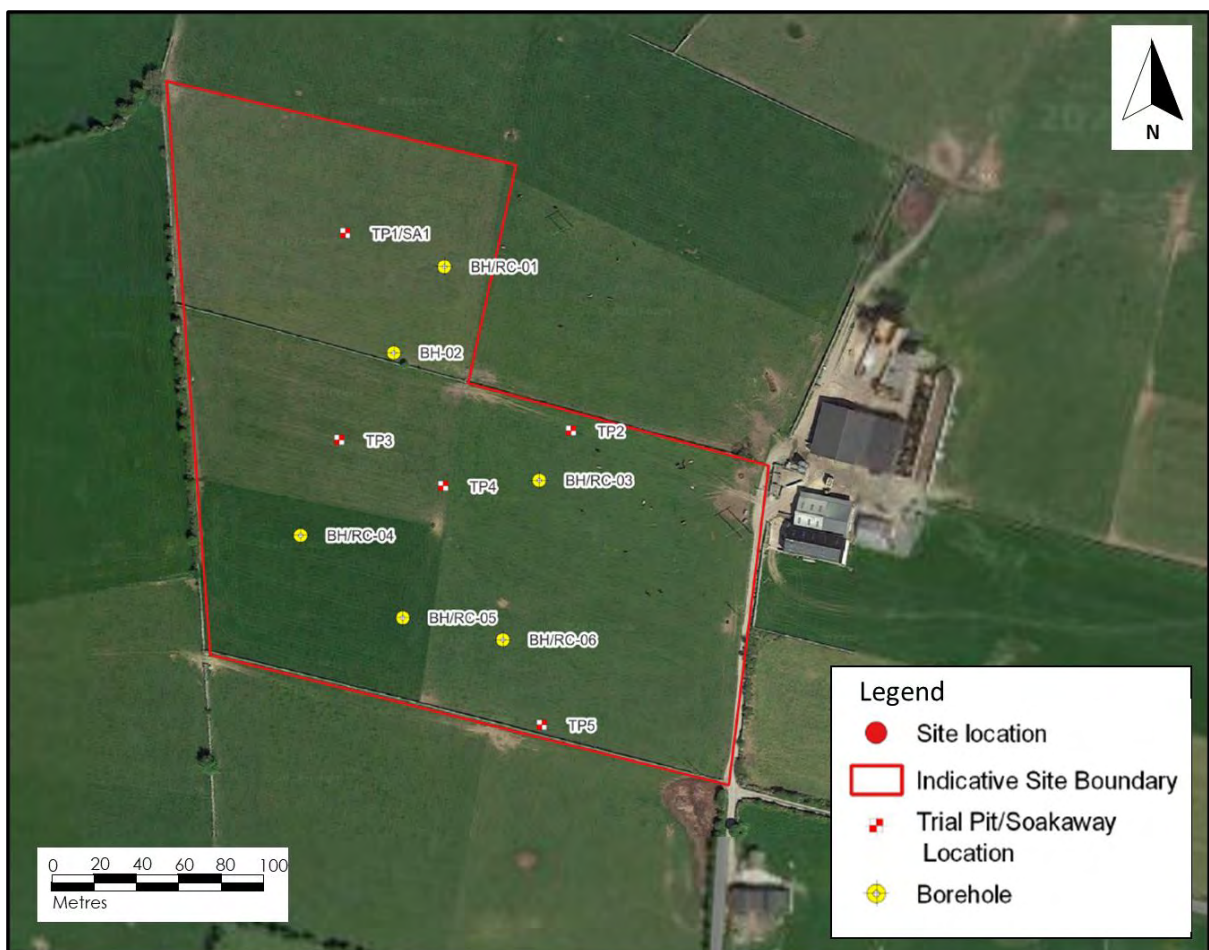 N
TP1/SA1
BH/RC-01
BH-02
TP2
TP3
BH/RC-03
TP4
BH/RC-04
BH/RC-05
BH/RC-06
TP5
Legend
Site location
Indicative Site Boundary
Trial Pit/Soakaway
Location
Borehole
0 20 40 60 80 100
Metres